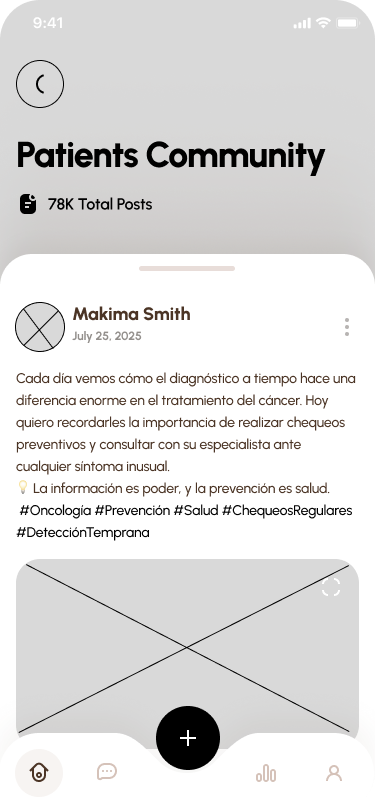 9:41
Patients Community
78K Total Posts
Makima Smith
July 25, 2025
Cada día vemos cómo el diagnóstico a tiempo hace una
diferencia enorme en el tratamiento del cáncer. Hoy
quiero recordarles la importancia de realizar chequeos
preventivos y consultar con su especialista ante
cualquier síntoma inusual.
💡 La información es poder, y la prevención es salud.
#Oncología #Prevención #Salud #ChequeosRegulares
#DetecciónTemprana